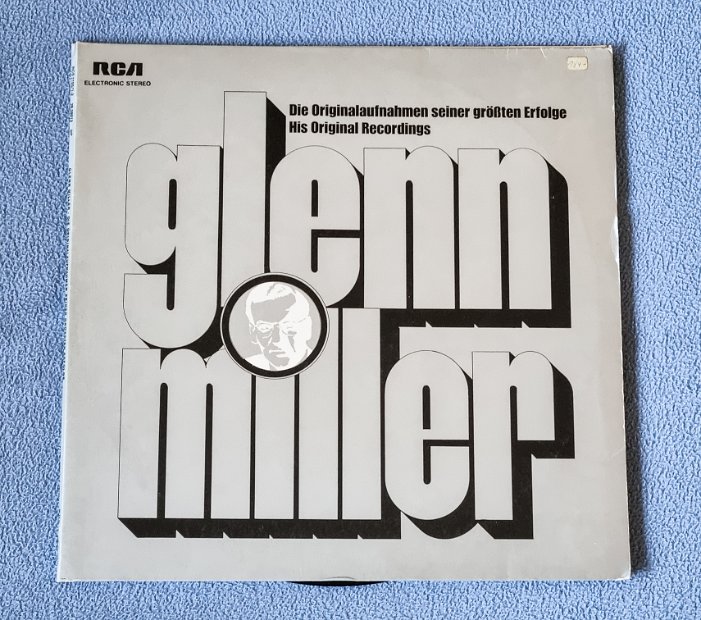 RCA
ELECTRONIC STEREO
Die Originalaufnahmen seiner größten Erfolge
His Original Recordings
glenn
miller